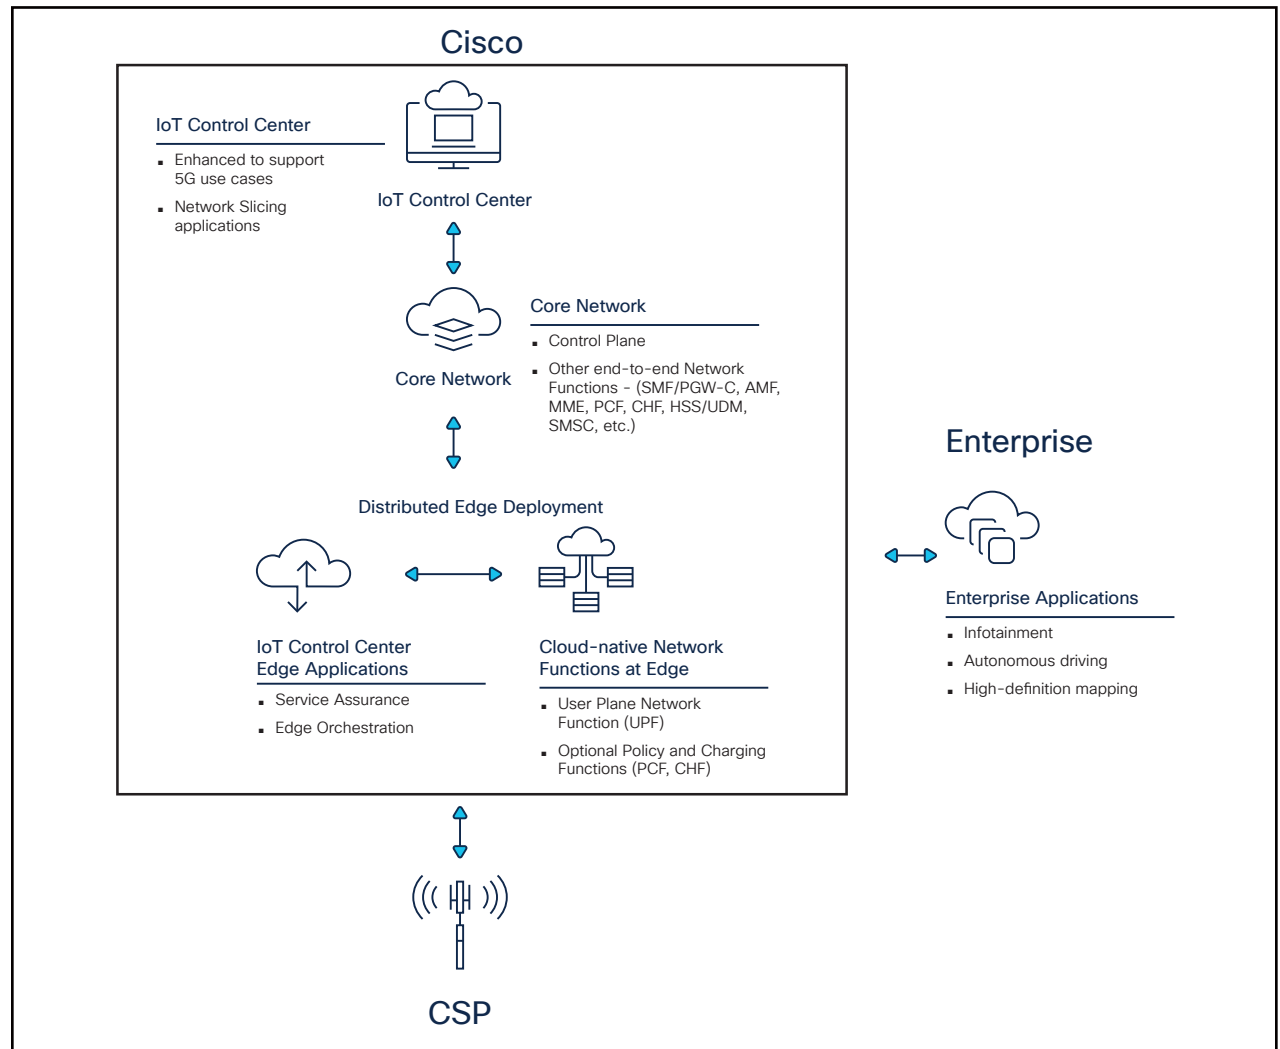 Cisco
IoT Control Center
▪ Enhanced to support
5G use cases
▪ Network Slicing
applications
IoT Control Center
Core Network
Core Network
▪ Control Plane
▪ Other end-to-end Network
Functions - (SMF/PGW-C, AMF,
MME, PCF, CHF, HSS/UDM,
SMSC, etc.)
Distributed Edge Deployment
IoT Control Center
Edge Applications
▪ Service Assurance
▪ Edge Orchestration
Cloud-native Network
Functions at Edge
▪ User Plane Network
Function (UPF)
▪ Optional Policy and Charging
Functions (PCF, CHF)
Enterprise
Enterprise Applications
▪ Infotainment
▪ Autonomous driving
▪ High-definition mapping
CSP